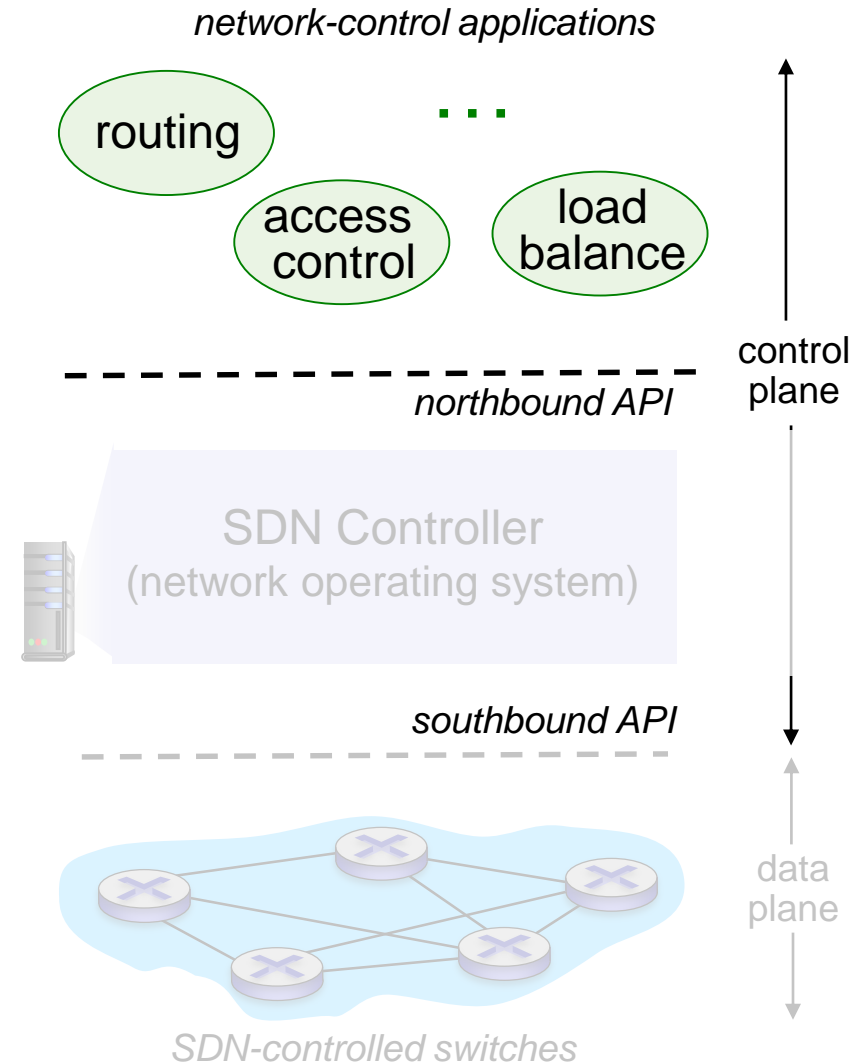 network-control applications
routing
...
access
control
load
balance
control
plane
northbound API
SDN Controller
(network operating system)
southbound API
data
plane
SDN-controlled switches